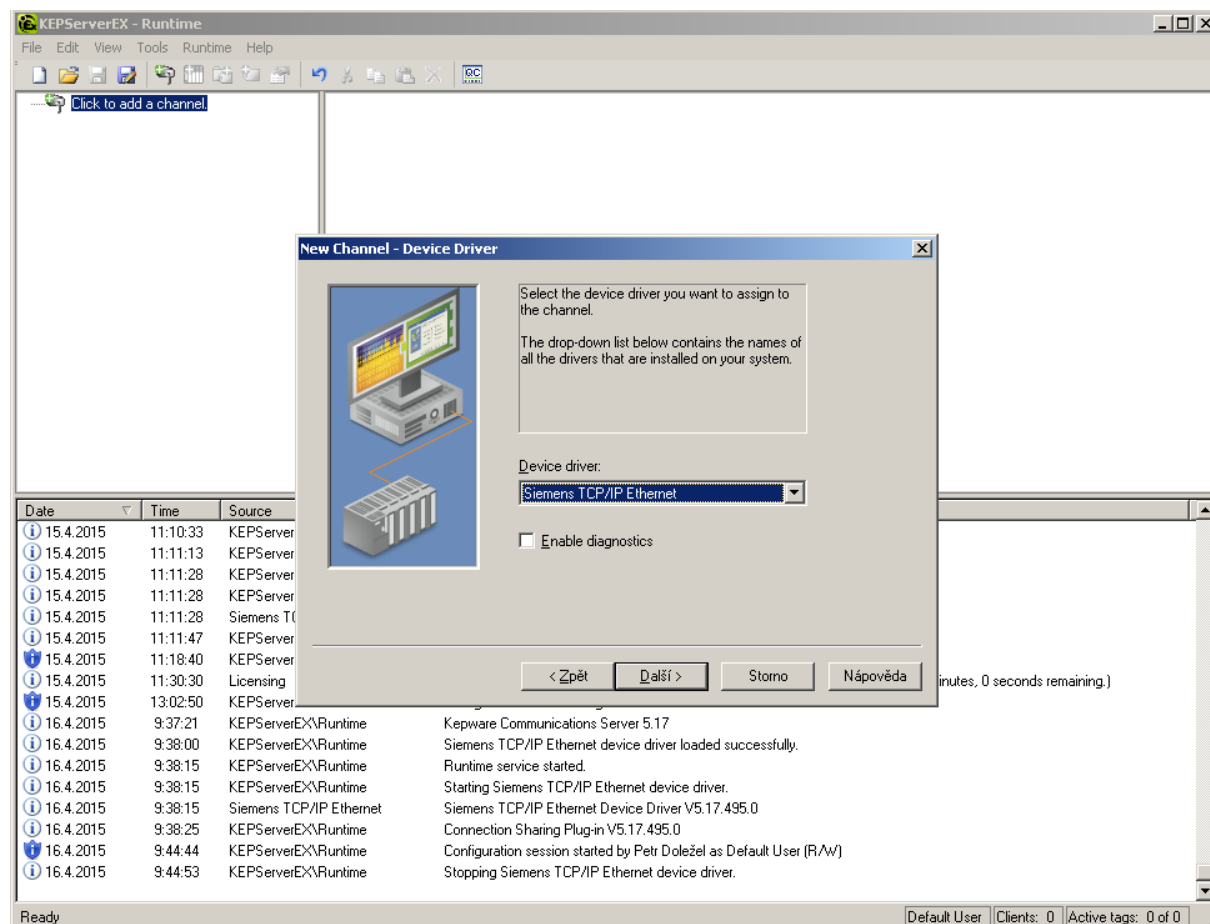 KEPServerEX - Runtime
File Edit View Tools Runtime Help
QC
Click to add a channel.
New Channel - Device Driver
Select the device driver you want to assign to
the channel.
The drop-down list below contains the names of
all the drivers that are installed on your system.
Device driver:
Siemens TCP/IP Ethernet
Enable diagnostics
< Zpět Další > Storno Nápověda
Date Time Source
15.4.2015 11:10:33 KEPServer
15.4.2015 11:11:13 KEPServer
15.4.2015 11:11:28 KEPServer
15.4.2015 11:11:28 KEPServer
15.4.2015 11:11:28 Siemens
15.4.2015 11:11:47 KEPServer
15.4.2015 11:18:40 KEPServer
15.4.2015 11:30:30 Licensing inutes, 0 seconds remaining.)
15.4.2015 13:02:50 KEPServer
16.4.2015 9:37:21 KEPServerEX\Runtime Kepware Communications Server 5.17
16.4.2015 9:38:00 KEPServerEX\Runtime Siemens TCP/IP Ethernet device driver loaded successfully.
16.4.2015 9:38:15 KEPServerEX\Runtime Runtime service started.
16.4.2015 9:38:15 KEPServerEX\Runtime Starting Siemens TCP/IP Ethernet device driver.
16.4.2015 9:38:15 Siemens TCP/IP Ethernet Siemens TCP/IP Ethernet Device Driver V5.17.495.0
16.4.2015 9:38:25 KEPServerEX\Runtime Connection Sharing Plug-in V5.17.495.0
16.4.2015 9:44:44 KEPServerEX\Runtime Configuration session started by Petr Doležel as Default User (R/W)
16.4.2015 9:44:53 KEPServerEX\Runtime Stopping Siemens TCP/IP Ethernet device driver.
Ready Default User Clients: 0 Active tags: 0 of 0